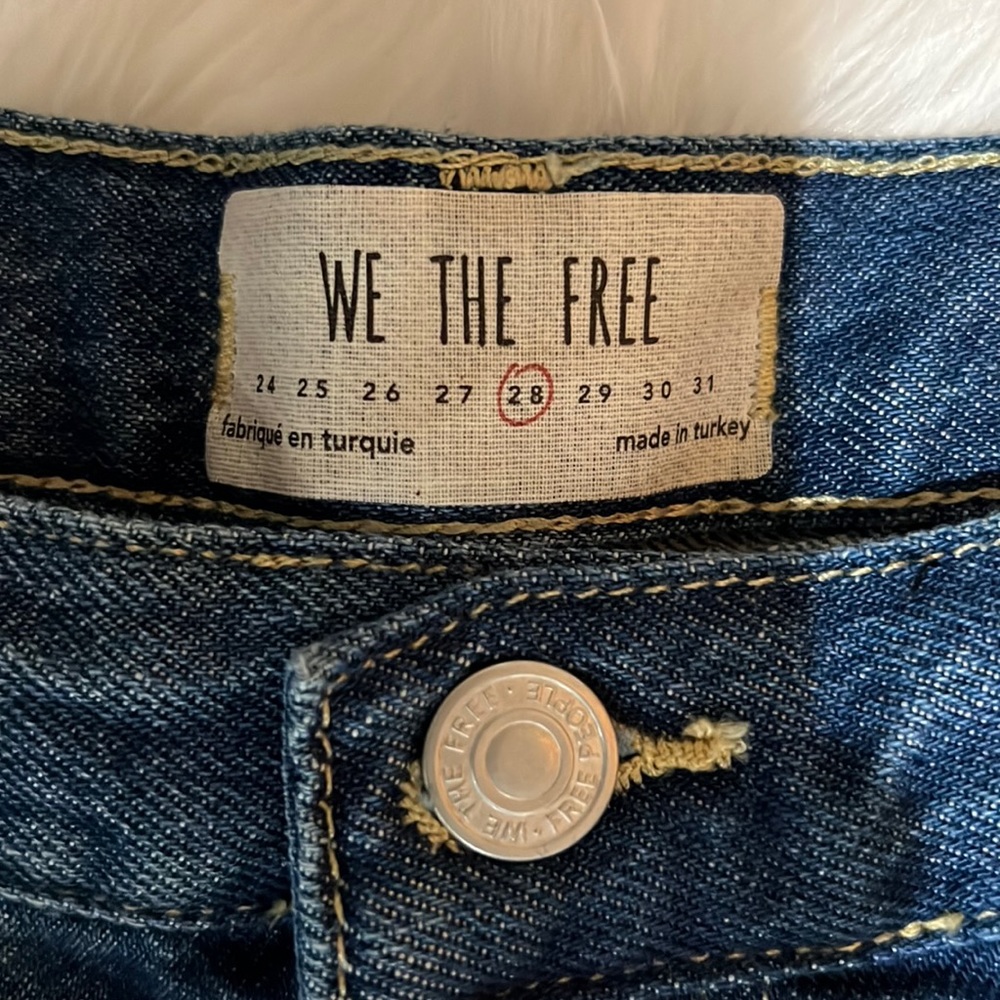 WE THE FREE
24 25 26 27 28 29 30 31
fabriqué en turquie made in turkey
WE THE FREE · FREE PEOPLE ·